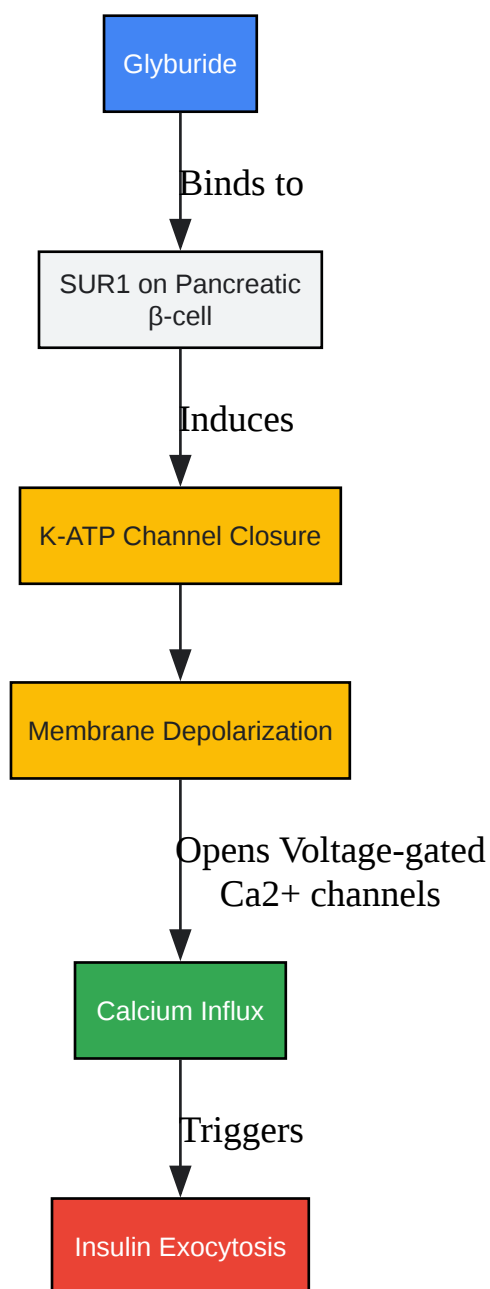 Glyburide
Binds to
SUR1 on Pancreatic
β-cell
Induces
K-ATP Channel Closure
Membrane Depolarization
Opens Voltage-gated
Ca2+ channels
Calcium Influx
Triggers
Insulin Exocytosis